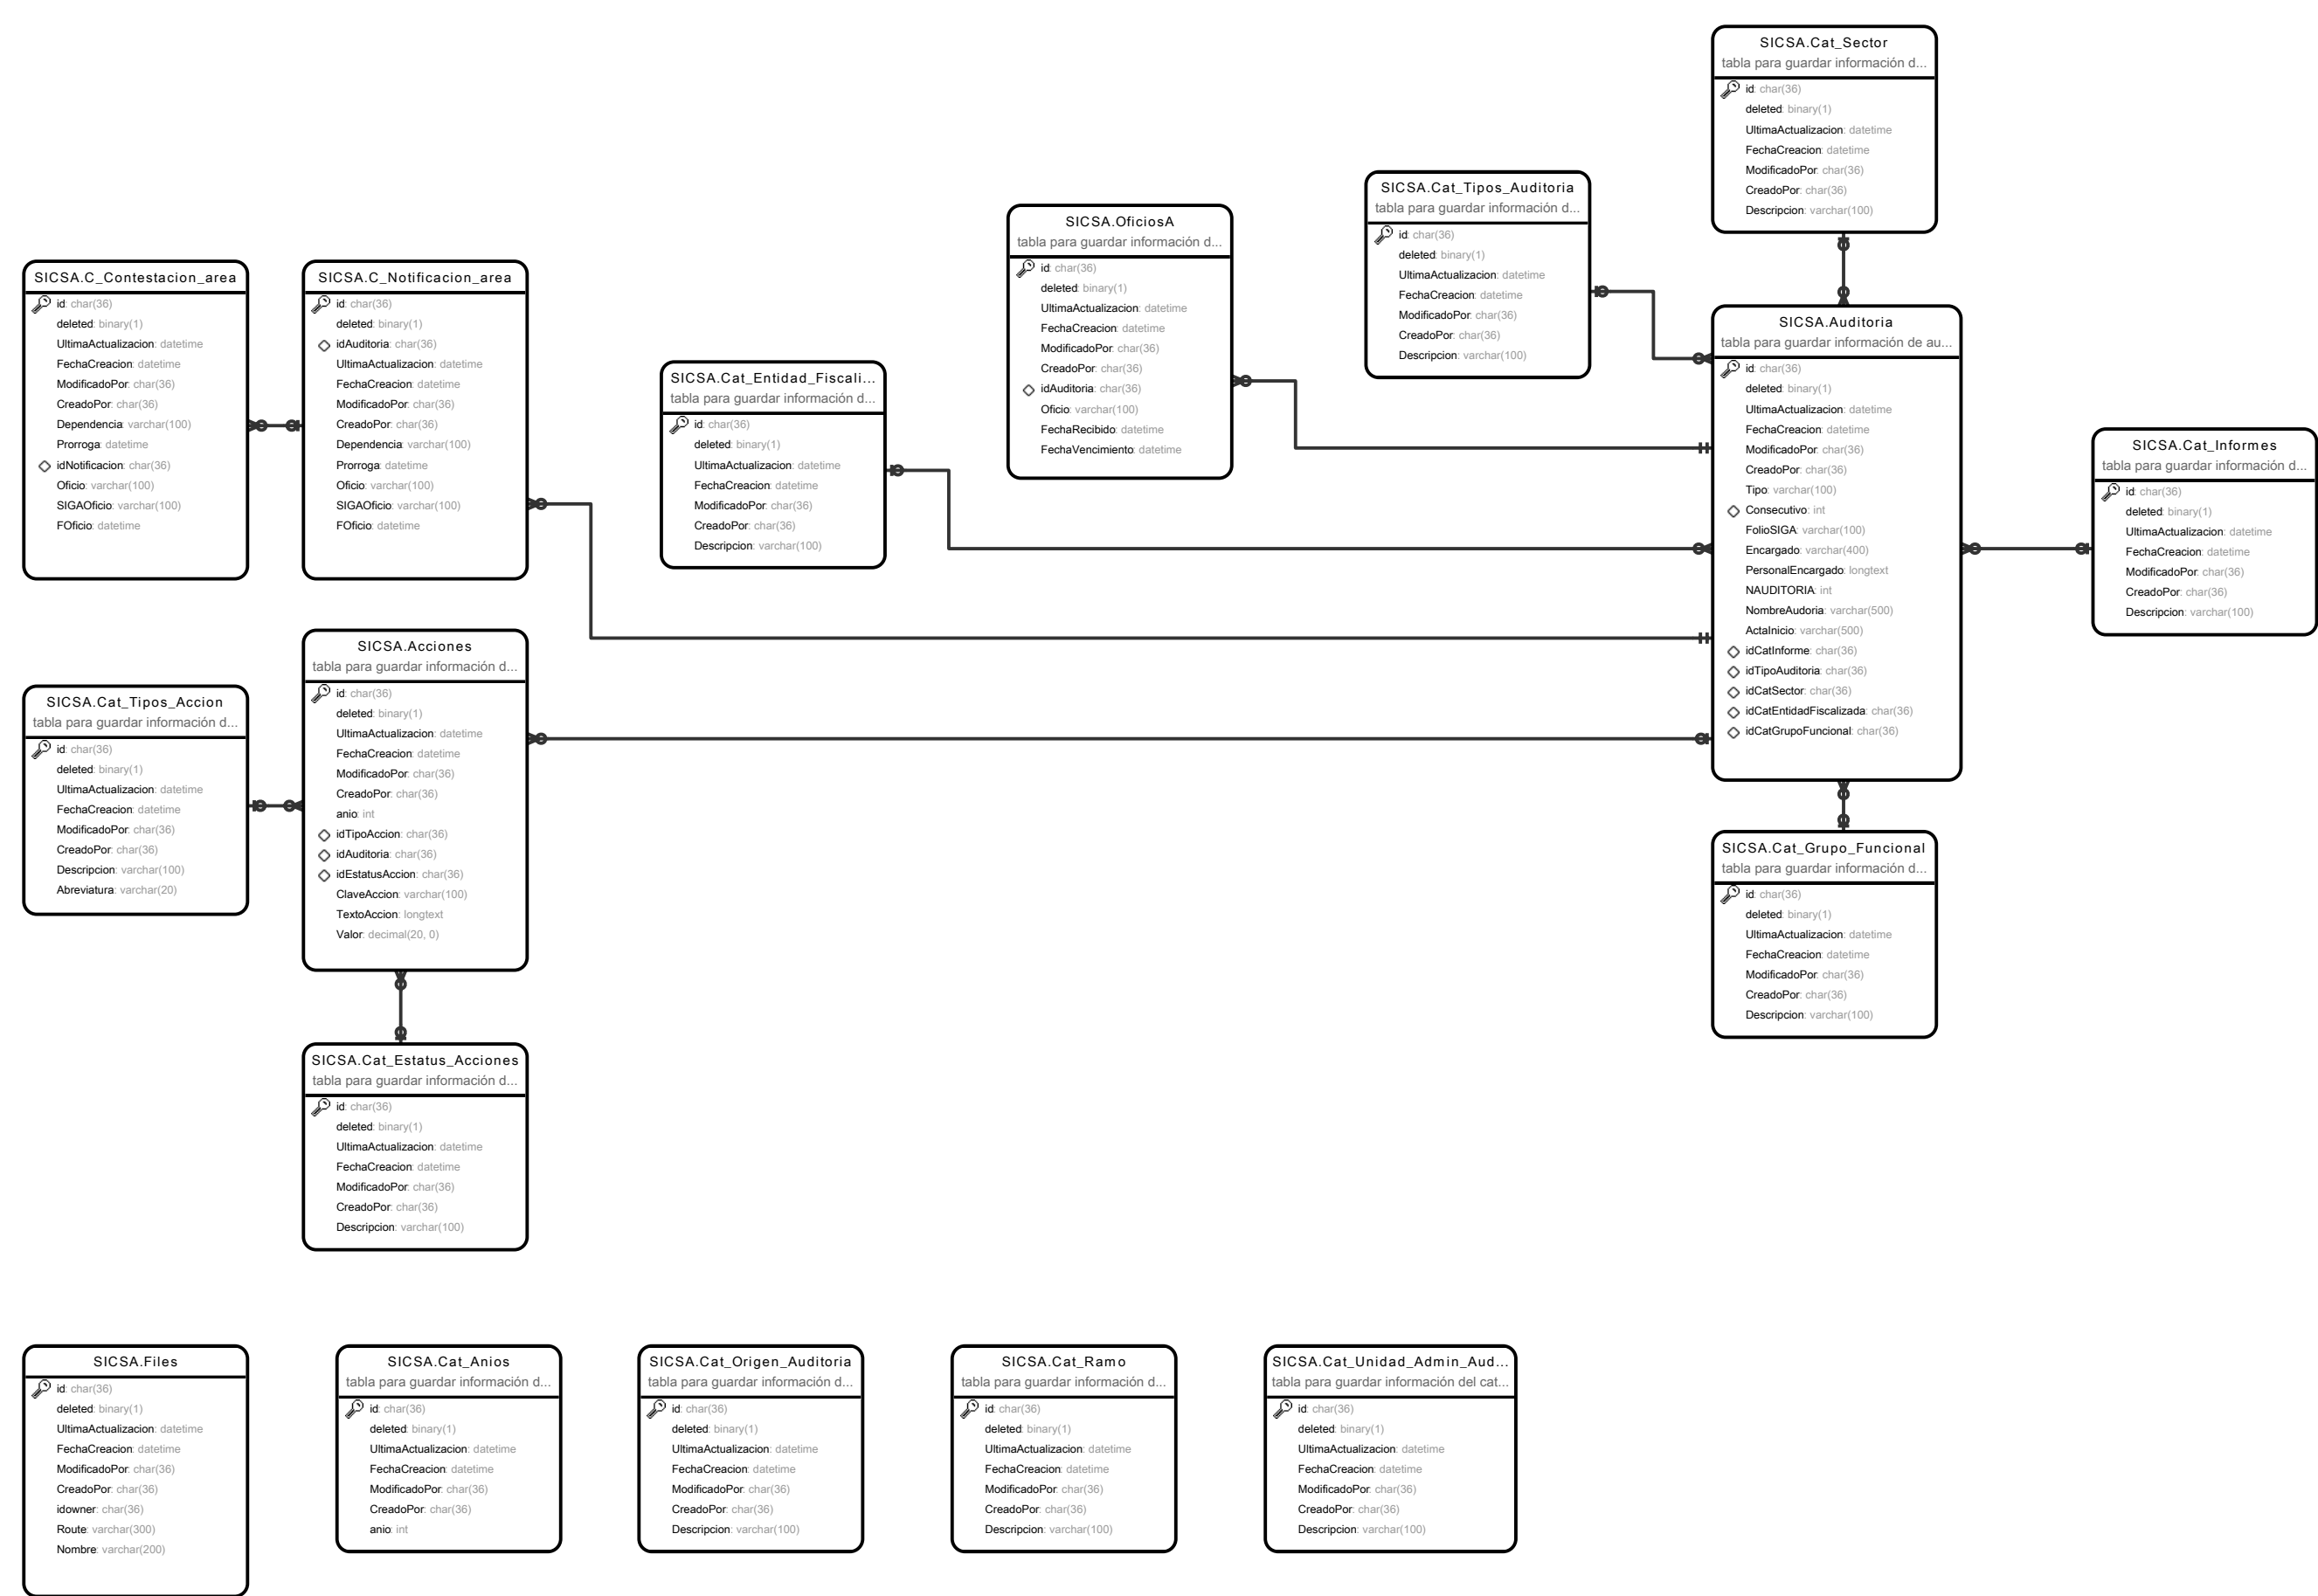 SICSA.Cat_Sector
tabla para guardar información d...
id: char(36)
deleted: binary(1)
UltimaActualizacion: datetime
FechaCreacion: datetime
ModificadoPor: char(36)
CreadoPor: char(36)
Descripcion: varchar(100)
SICSA.Cat_Tipos_Auditoria
tabla para guardar información d...
id: char(36)
deleted: binary(1)
UltimaActualizacion: datetime
FechaCreacion: datetime
ModificadoPor: char(36)
CreadoPor: char(36)
Descripcion: varchar(100)
SICSA.OficiosA
tabla para guardar información d...
id: char(36)
deleted: binary(1)
UltimaActualizacion: datetime
FechaCreacion: datetime
ModificadoPor: char(36)
CreadoPor: char(36)
idAuditoria: char(36)
Oficio: varchar(100)
FechaRecibido: datetime
FechaVencimiento: datetime
SICSA.C_Contestacion_area
id: char(36)
deleted: binary(1)
UltimaActualizacion: datetime
FechaCreacion: datetime
ModificadoPor: char(36)
CreadoPor: char(36)
Dependencia: varchar(100)
Prorroga: datetime
idNotificacion: char(36)
Oficio: varchar(100)
SIGAOficio: varchar(100)
FOficio: datetime
SICSA.C_Notificacion_area
id: char(36)
deleted: binary(1)
idAuditoria: char(36)
UltimaActualizacion: datetime
FechaCreacion: datetime
ModificadoPor: char(36)
CreadoPor: char(36)
Dependencia: varchar(100)
Prorroga: datetime
Oficio: varchar(100)
SIGAOficio: varchar(100)
FOficio: datetime
SICSA.Cat_Entidad_Fiscali...
tabla para guardar información d...
id: char(36)
deleted: binary(1)
UltimaActualizacion: datetime
FechaCreacion: datetime
ModificadoPor: char(36)
CreadoPor: char(36)
Descripcion: varchar(100)
SICSA.Auditoria
tabla para guardar información de au...
id: char(36)
deleted: binary(1)
UltimaActualizacion: datetime
FechaCreacion: datetime
ModificadoPor: char(36)
CreadoPor: char(36)
Tipo: varchar(100)
Consecutivo: int
FolioSIGA: varchar(100)
Encargado: varchar(400)
PersonalEncargado: longtext
NAUDITORIA: int
NombreAudoria: varchar(500)
ActaInicio: varchar(500)
idCatInforme: char(36)
idTipoAuditoria: char(36)
idCatSector: char(36)
idCatEntidadFiscalizada: char(36)
idCatGrupoFuncional: char(36)
SICSA.Cat_Informes
tabla para guardar información d...
id: char(36)
deleted: binary(1)
UltimaActualizacion: datetime
FechaCreacion: datetime
ModificadoPor: char(36)
CreadoPor: char(36)
Descripcion: varchar(100)
SICSA.Cat_Tipos_Accion
tabla para guardar información d...
id: char(36)
deleted: binary(1)
UltimaActualizacion: datetime
FechaCreacion: datetime
ModificadoPor: char(36)
CreadoPor: char(36)
Descripcion: varchar(100)
Abreviatura: varchar(20)
SICSA.Acciones
tabla para guardar información d...
id: char(36)
deleted: binary(1)
UltimaActualizacion: datetime
FechaCreacion: datetime
ModificadoPor: char(36)
CreadoPor: char(36)
anio: int
idTipoAccion: char(36)
idAuditoria: char(36)
idEstatusAccion: char(36)
ClaveAccion: varchar(100)
TextoAccion: longtext
Valor: decimal(20, 0)
SICSA.Cat_Grupo_Funcional
tabla para guardar información d...
id: char(36)
deleted: binary(1)
UltimaActualizacion: datetime
FechaCreacion: datetime
ModificadoPor: char(36)
CreadoPor: char(36)
Descripcion: varchar(100)
SICSA.Cat_Estatus_Acciones
tabla para guardar información d...
id: char(36)
deleted: binary(1)
UltimaActualizacion: datetime
FechaCreacion: datetime
ModificadoPor: char(36)
CreadoPor: char(36)
Descripcion: varchar(100)
SICSA.Files
id: char(36)
deleted: binary(1)
UltimaActualizacion: datetime
FechaCreacion: datetime
ModificadoPor: char(36)
CreadoPor: char(36)
idowner: char(36)
Route: varchar(300)
Nombre: varchar(200)
SICSA.Cat_Anios
tabla para guardar información d...
id: char(36)
deleted: binary(1)
UltimaActualizacion: datetime
FechaCreacion: datetime
ModificadoPor: char(36)
CreadoPor: char(36)
anio: int
SICSA.Cat_Origen_Auditoria
tabla para guardar información d...
id: char(36)
deleted: binary(1)
UltimaActualizacion: datetime
FechaCreacion: datetime
ModificadoPor: char(36)
CreadoPor: char(36)
Descripcion: varchar(100)
SICSA.Cat_Ramo
tabla para guardar información d...
id: char(36)
deleted: binary(1)
UltimaActualizacion: datetime
FechaCreacion: datetime
ModificadoPor: char(36)
CreadoPor: char(36)
Descripcion: varchar(100)
SICSA.Cat_Unidad_Admin_Aud...
tabla para guardar información del cat...
id: char(36)
deleted: binary(1)
UltimaActualizacion: datetime
FechaCreacion: datetime
ModificadoPor: char(36)
CreadoPor: char(36)
Descripcion: varchar(100)